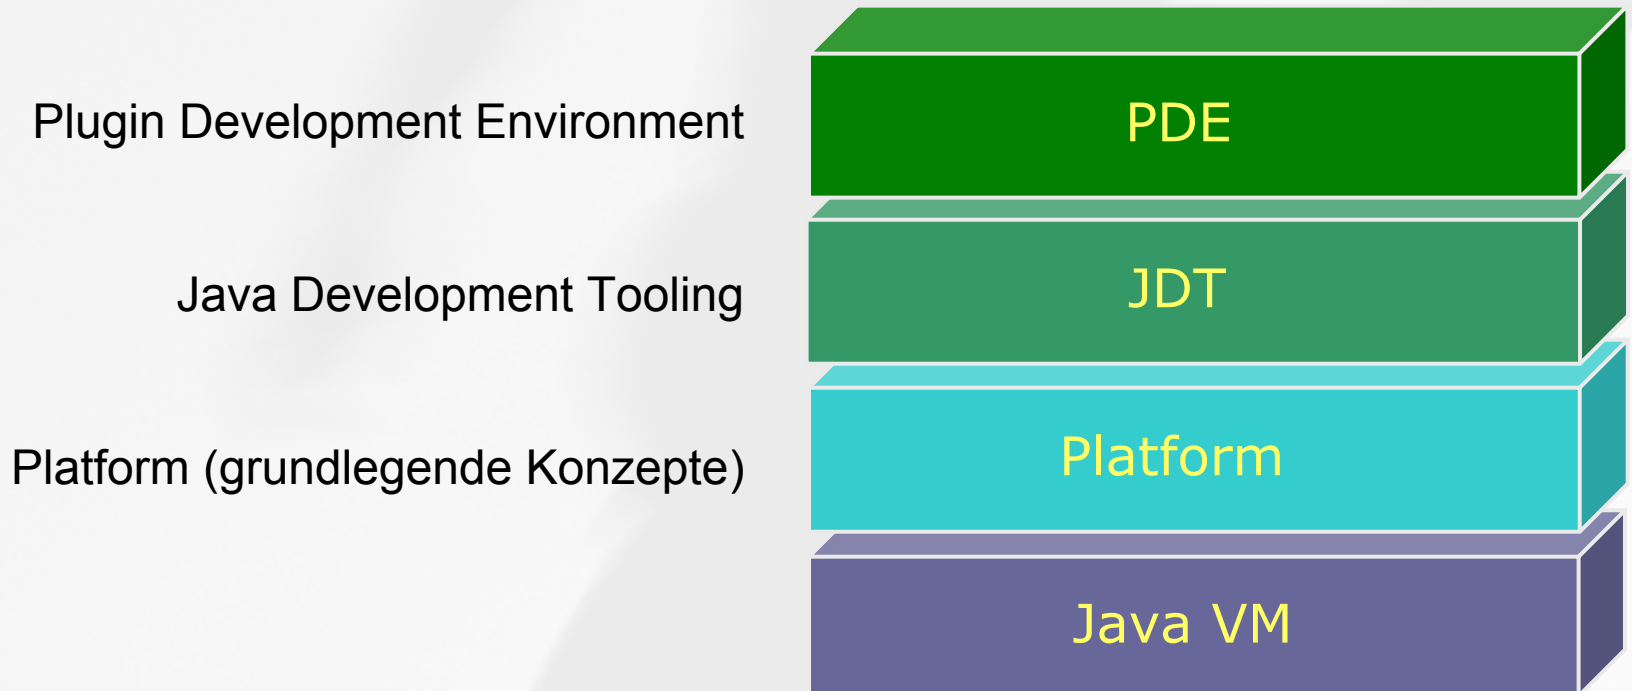 Plugin Development Environment
PDE
Java Development Tooling
JDT
Platform (grundlegende Konzepte)
Platform
Java VM